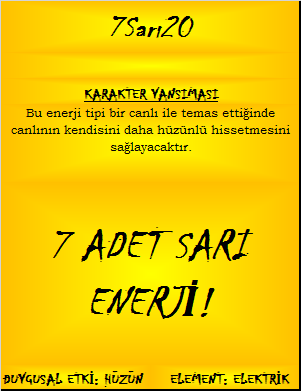 7Sarı20
KARAKTER YANSIMASI
Bu enerji tipi bir canlı ile temas ettiğinde
canlının kendisini daha hüzünlü hissetmesini
sağlayacaktır.
7 ADET SARI
ENERJİ!
DUYGUSAL ETKİ: HÜZÜN ELEMENT: ELEKTRİK